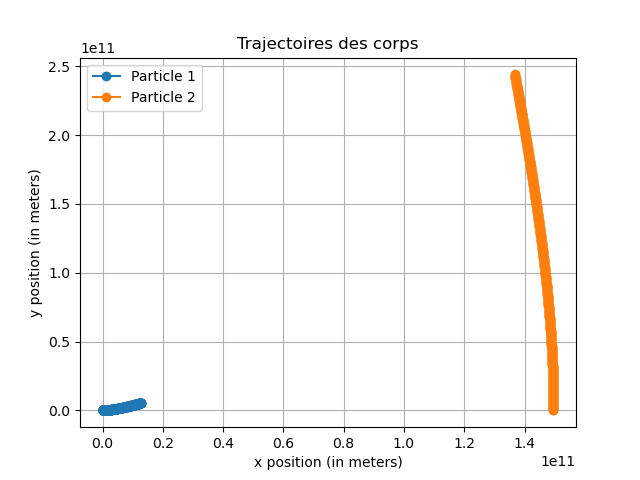 Trajectoires des corps
1e11
Particle 1
Particle 2
2.5
2.0
1.5
1.0
0.5
0.0
y position (in meters)
0.0 0.2 0.4 0.6 0.8 1.0 1.2 1.4
1e11
x position (in meters)